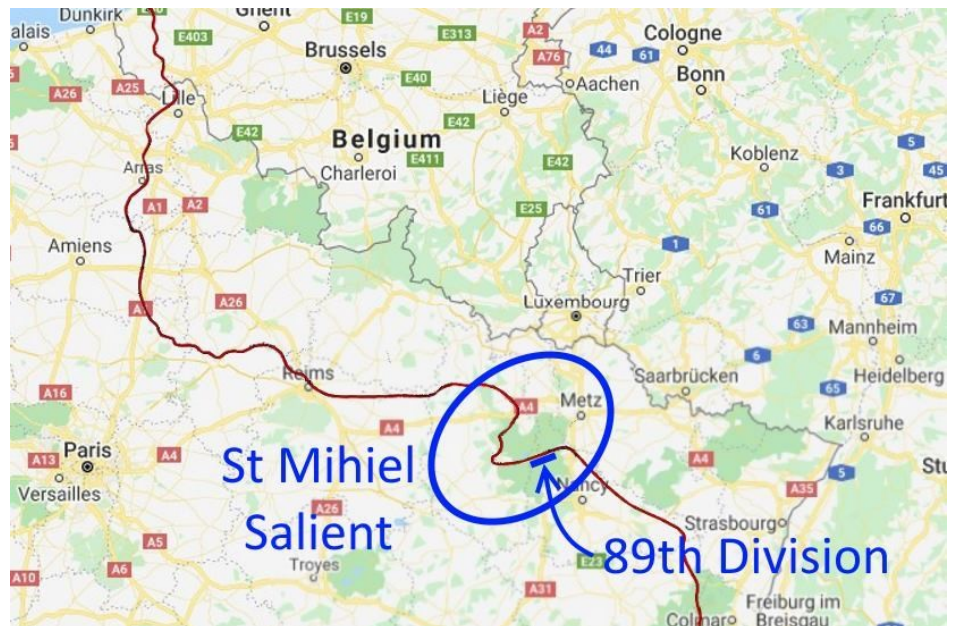 Dunkirk
Ghent
E403
E19
E313
A2
44
61
Cologne
alais
Brussels
A76
Bonn
E40
A26
A25
Lille
Liège
Aachen
E42
E42
Belgium
E411
E42
Koblenz
5
Arras
Charleroi
3
45
A1
A2
E25
61
Frankfurt
66
Amiens
1
Mainz
A26
Trier
67
Luxembourg
63
Mannheim
Reims
6
Saarbrücken
65
Heidelberg
A16
A4
Metz
Karlsruhe
A4
Paris
A13
A4
St Mihiel
A4
5
Stu
Versailles
Nancy
A35
A26
Salient
Strasbourg
A5
E23
89th Division
Troyes
A6
A10
A31
Freiburg im
Colmar
Breisgau